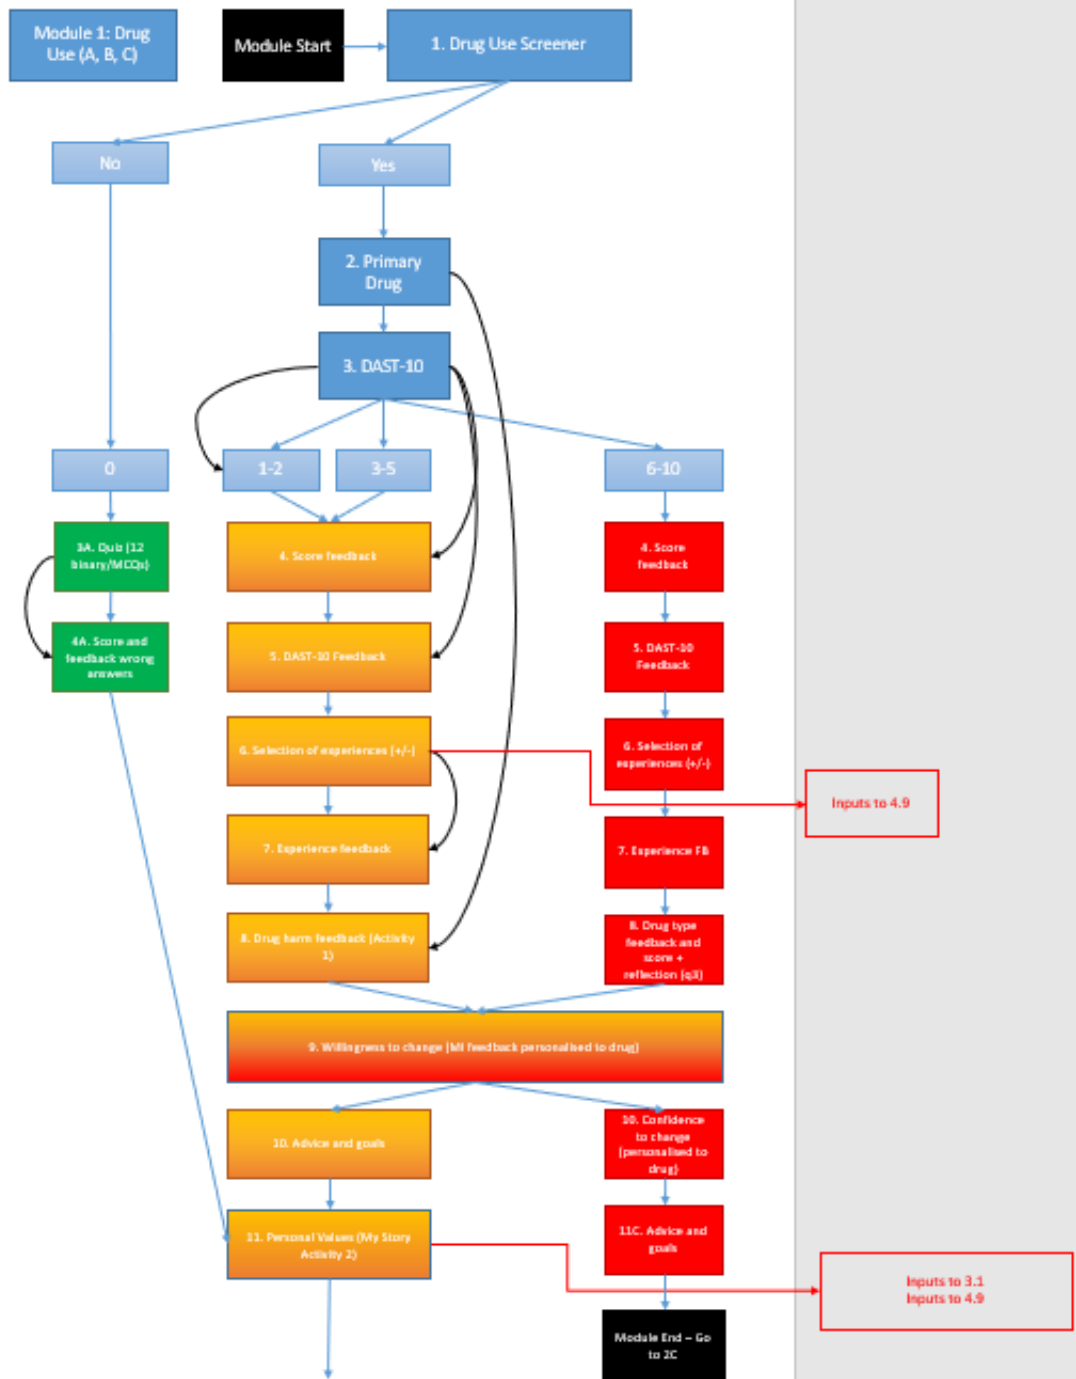 Module 1: Drug
Use (A, B, C)
Module Start
1. Drug Use Screener
No
Yes
2. Primary
Drug
3. DAST-10
0
1-2
3-5
6-10
3A. Quiz (12
binary/MCQs)
4. Score feedback
4. Score
feedback
4A. Score and
feedback wrong
answers
5. DAST-10 Feedback
5. DAST-10
Feedback
6. Selection of experiences (+/-)
6. Selection of
experiences (+/-)
Inputs to 4.9
7. Experience feedback
7. Experience FB
8. Drug harm feedback (Activity
1)
8. Drug type
feedback and
score +
reflection (q3)
9. Willingness to change (MI feedback personalised to drug)
10. Advice and goals
10. Confidence
to change
(personalised to
drug)
11. Personal Values (My Story
Activity 2)
11C. Advice and
goals
Inputs to 3.1
Inputs to 4.9
Module End – Go
to 2C